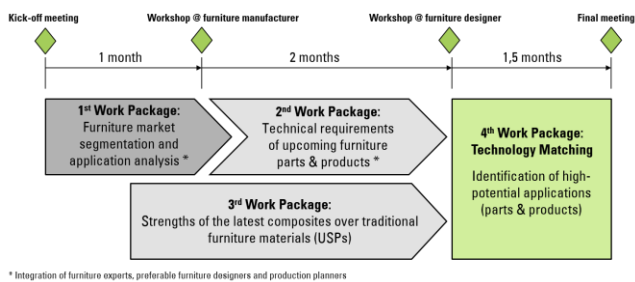 Kick-off meeting
Workshop @ furniture manufacturer
Workshop @ furniture designer
Final meeting
1 month
2 months
1,5 months
1st Work Package:
Furniture market
segmentation and
application analysis *
2nd Work Package:
Technical requirements
of upcoming furniture
parts & products *
3rd Work Package:
Strengths of the latest composites over traditional
furniture materials (USPs)
4th Work Package:
Technology Matching
Identification of high-
potential applications
(parts & products)
* Integration of furniture experts, preferable furniture designers and production planners